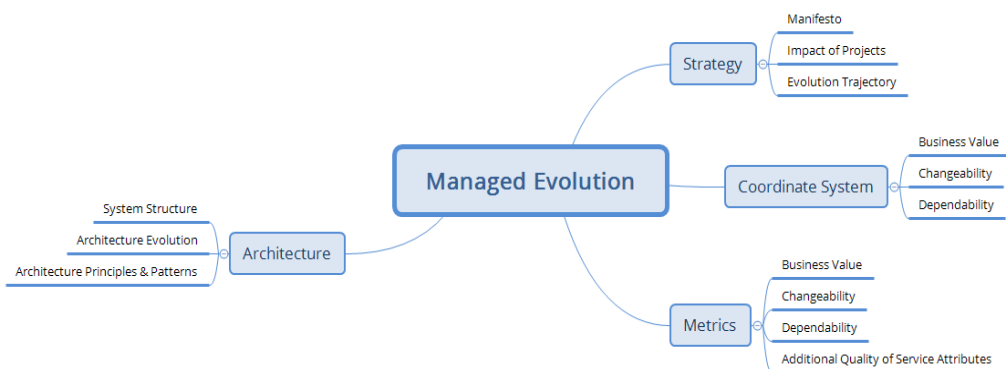 Managed Evolution
Strategy
Manifesto
Impact of Projects
Evolution Trajectory
Coordinate System
Business Value
Changeability
Dependability
Metrics
Business Value
Changeability
Dependability
Additional Quality of Service Attributes
Architecture
System Structure
Architecture Evolution
Architecture Principles & Patterns